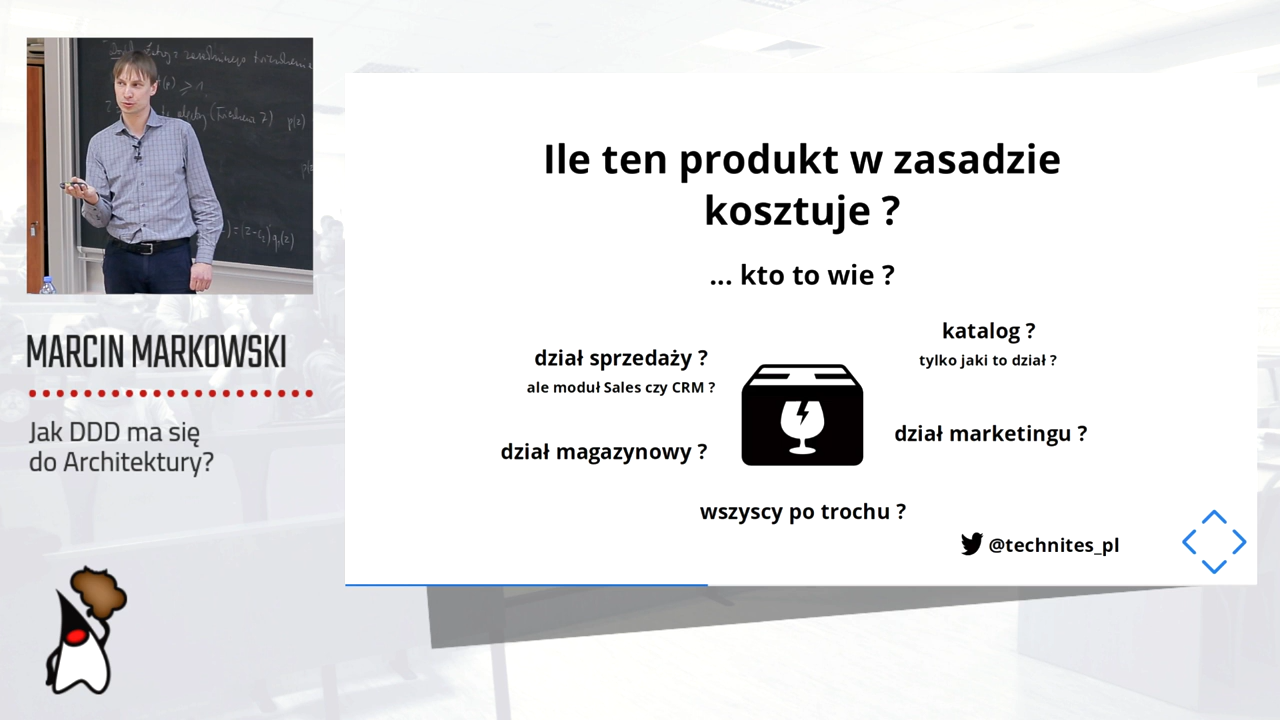 MARCIN MARKOWSKI
Jak DDD ma się
do Architektury?
Ile ten produkt w zasadzie
kosztuje ?
... kto to wie ?
katalog ?
tylko jaki to dział ?
dział sprzedaży ?
ale moduł Sales czy CRM ?
dział marketingu ?
dział magazynowy ?
wszyscy po trochu ?
@technites_pl